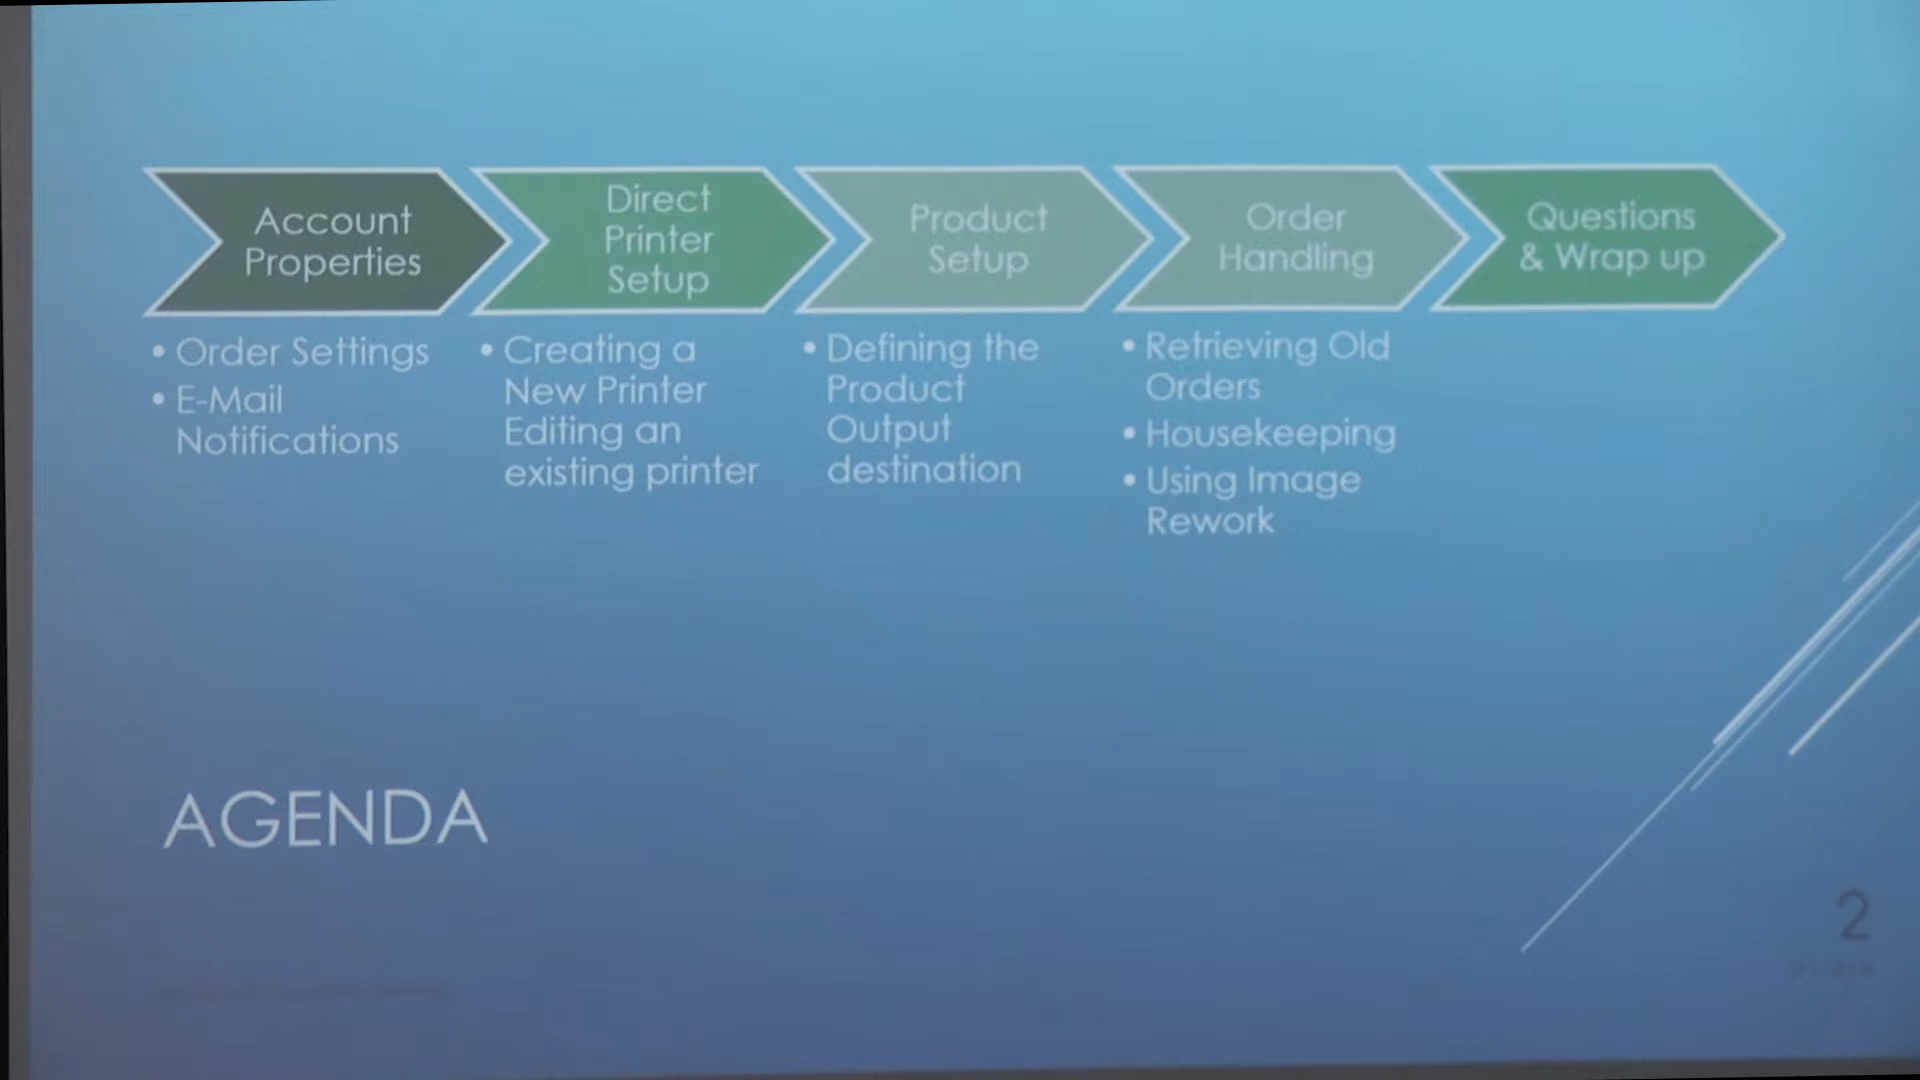 Account
Properties
• Order Settings
• E-Mail
Notifications
Direct
Printer
Setup
• Creating a
New Printer
Editing an
existing printer
Product
Setup
• Defining the
Product
Output
destination
Order
Handling
• Retrieving Old
Orders
• Housekeeping
• Using Image
Rework
Questions
& Wrap up
AGENDA
2